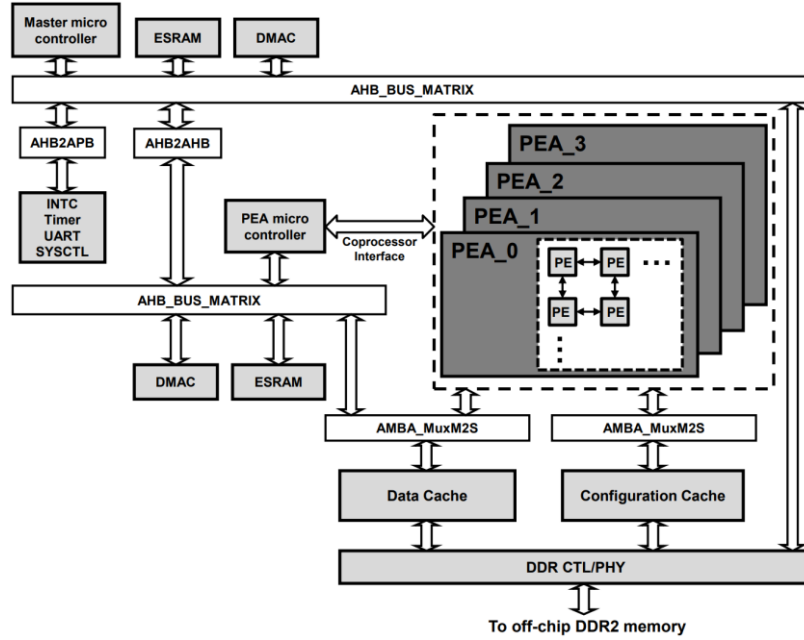 Master micro
controller
ESRAM
DMAC
AHB_BUS_MATRIX
AHB2APB
AHB2AHB
INTC
Timer
UART
SYSCTL
PEA micro
controller
Coprocessor
Interface
PEA_3
PEA_2
PEA_1
PEA_0
PE
PE
PE
PE
AHB_BUS_MATRIX
DMAC
ESRAM
AMBA_MuxM2S
AMBA_MuxM2S
Data Cache
Configuration Cache
DDR CTL/PHY
To off-chip DDR2 memory